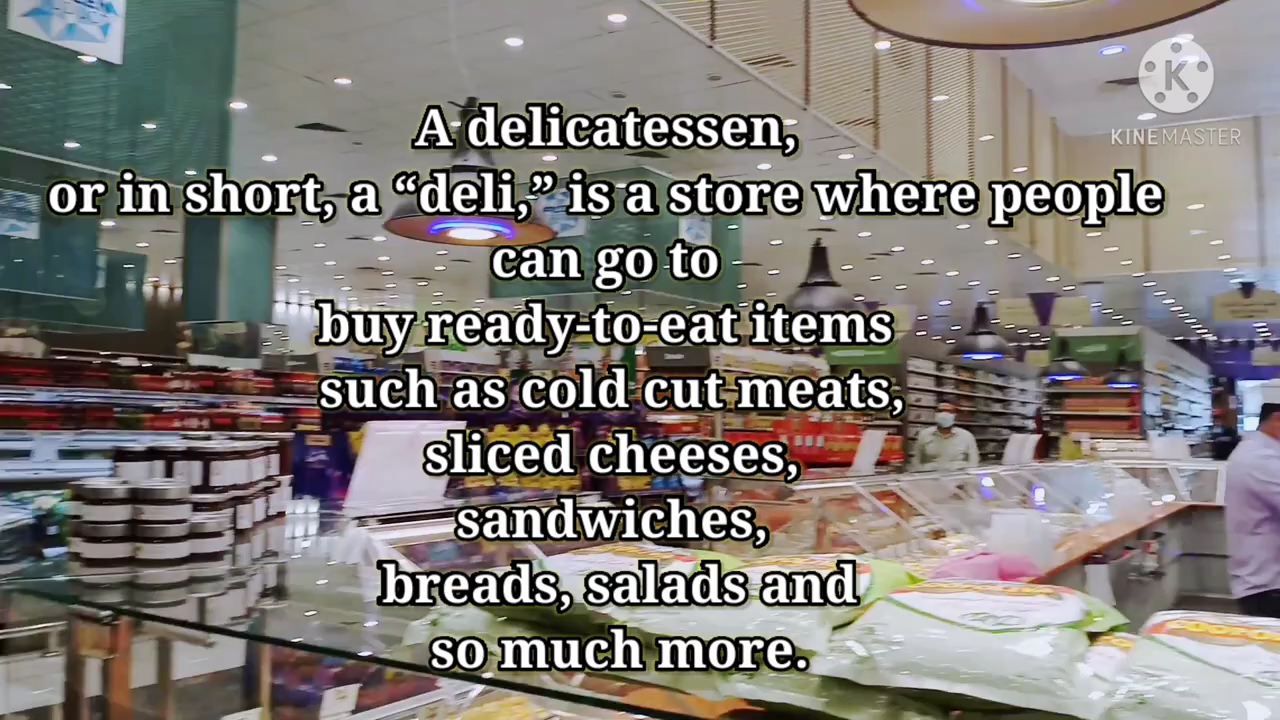 K
KINEMASTER
A delicatessen,
or in short, a “deli,” is a store where people
can go to
buy ready-to-eat items
such as cold cut meats,
sliced cheeses,
sandwiches,
breads, salads and
so much more.